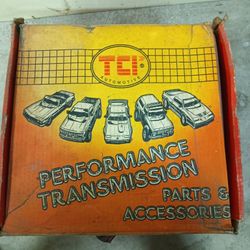 TCI
AUTOMOTIVE
PERFORMANCE
TRANSMISSION
PARTS &
ACCESSORIES